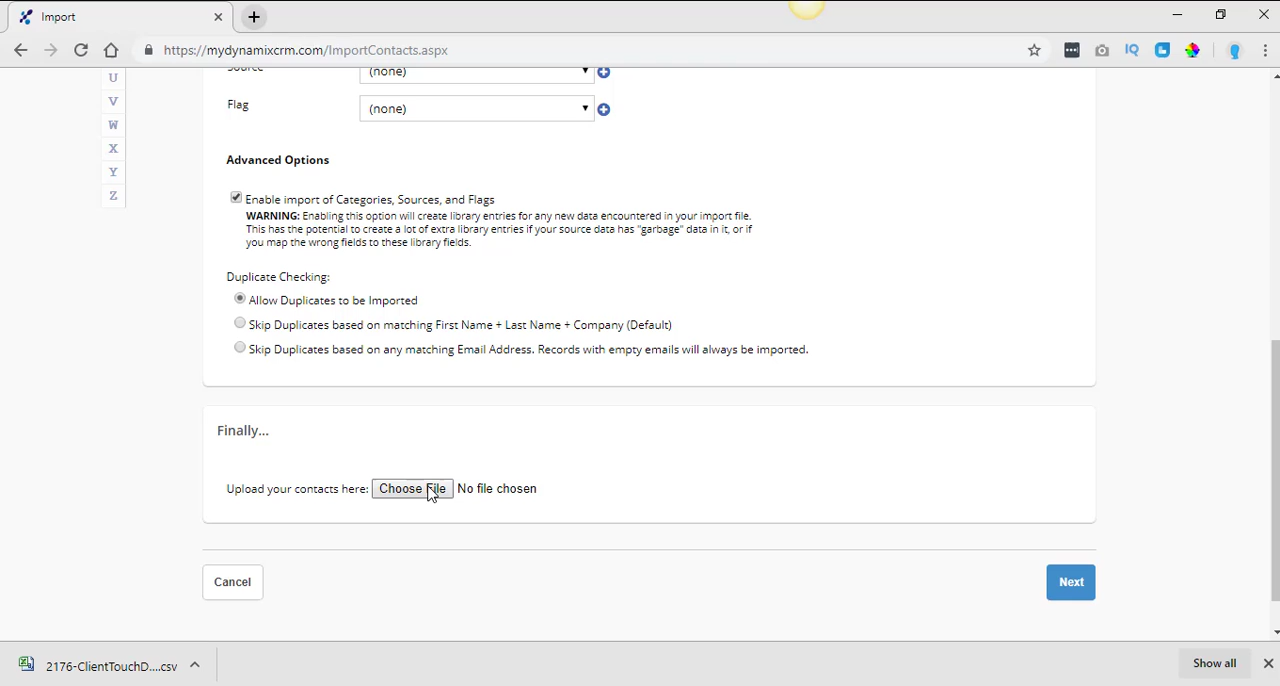 Import
https://mydynamixcrm.com/ImportContacts.aspx
IQ
U
V
W
X
Y
Z
Source (none)
Flag (none)
Advanced Options
Enable import of Categories, Sources, and Flags
WARNING: Enabling this option will create library entries for any new data encountered in your import file.
This has the potential to create a lot of extra library entries if your source data has "garbage" data in it, or if
you map the wrong fields to these library fields.
Duplicate Checking:
Allow Duplicates to be Imported
Skip Duplicates based on matching First Name + Last Name + Company (Default)
Skip Duplicates based on any matching Email Address. Records with empty emails will always be imported.
Finally...
Upload your contacts here: Choose File No file chosen
Cancel
Next
2176-ClientTouchD....csv
Show all